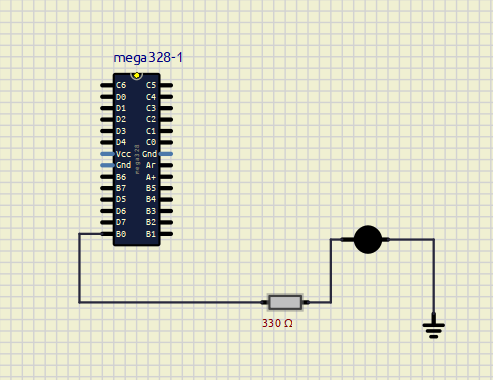 mega328-1
C6 C5
D0 C4
D1 C3
D2 C2
D3 C1
D4 C0
Vcc Gnd
Gnd Ar
B6 A+
B7 B5
D5 B4
D6 B3
D7 B2
B0 B1
mega328
330 Ω